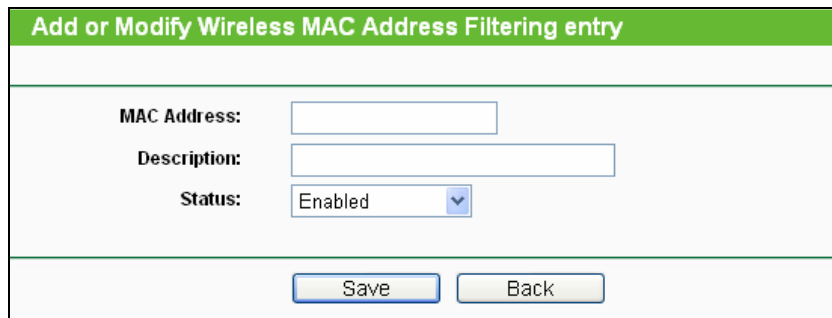 Add or Modify Wireless MAC Address Filtering entry
MAC Address:
Description:
Status: Enabled
Save Back